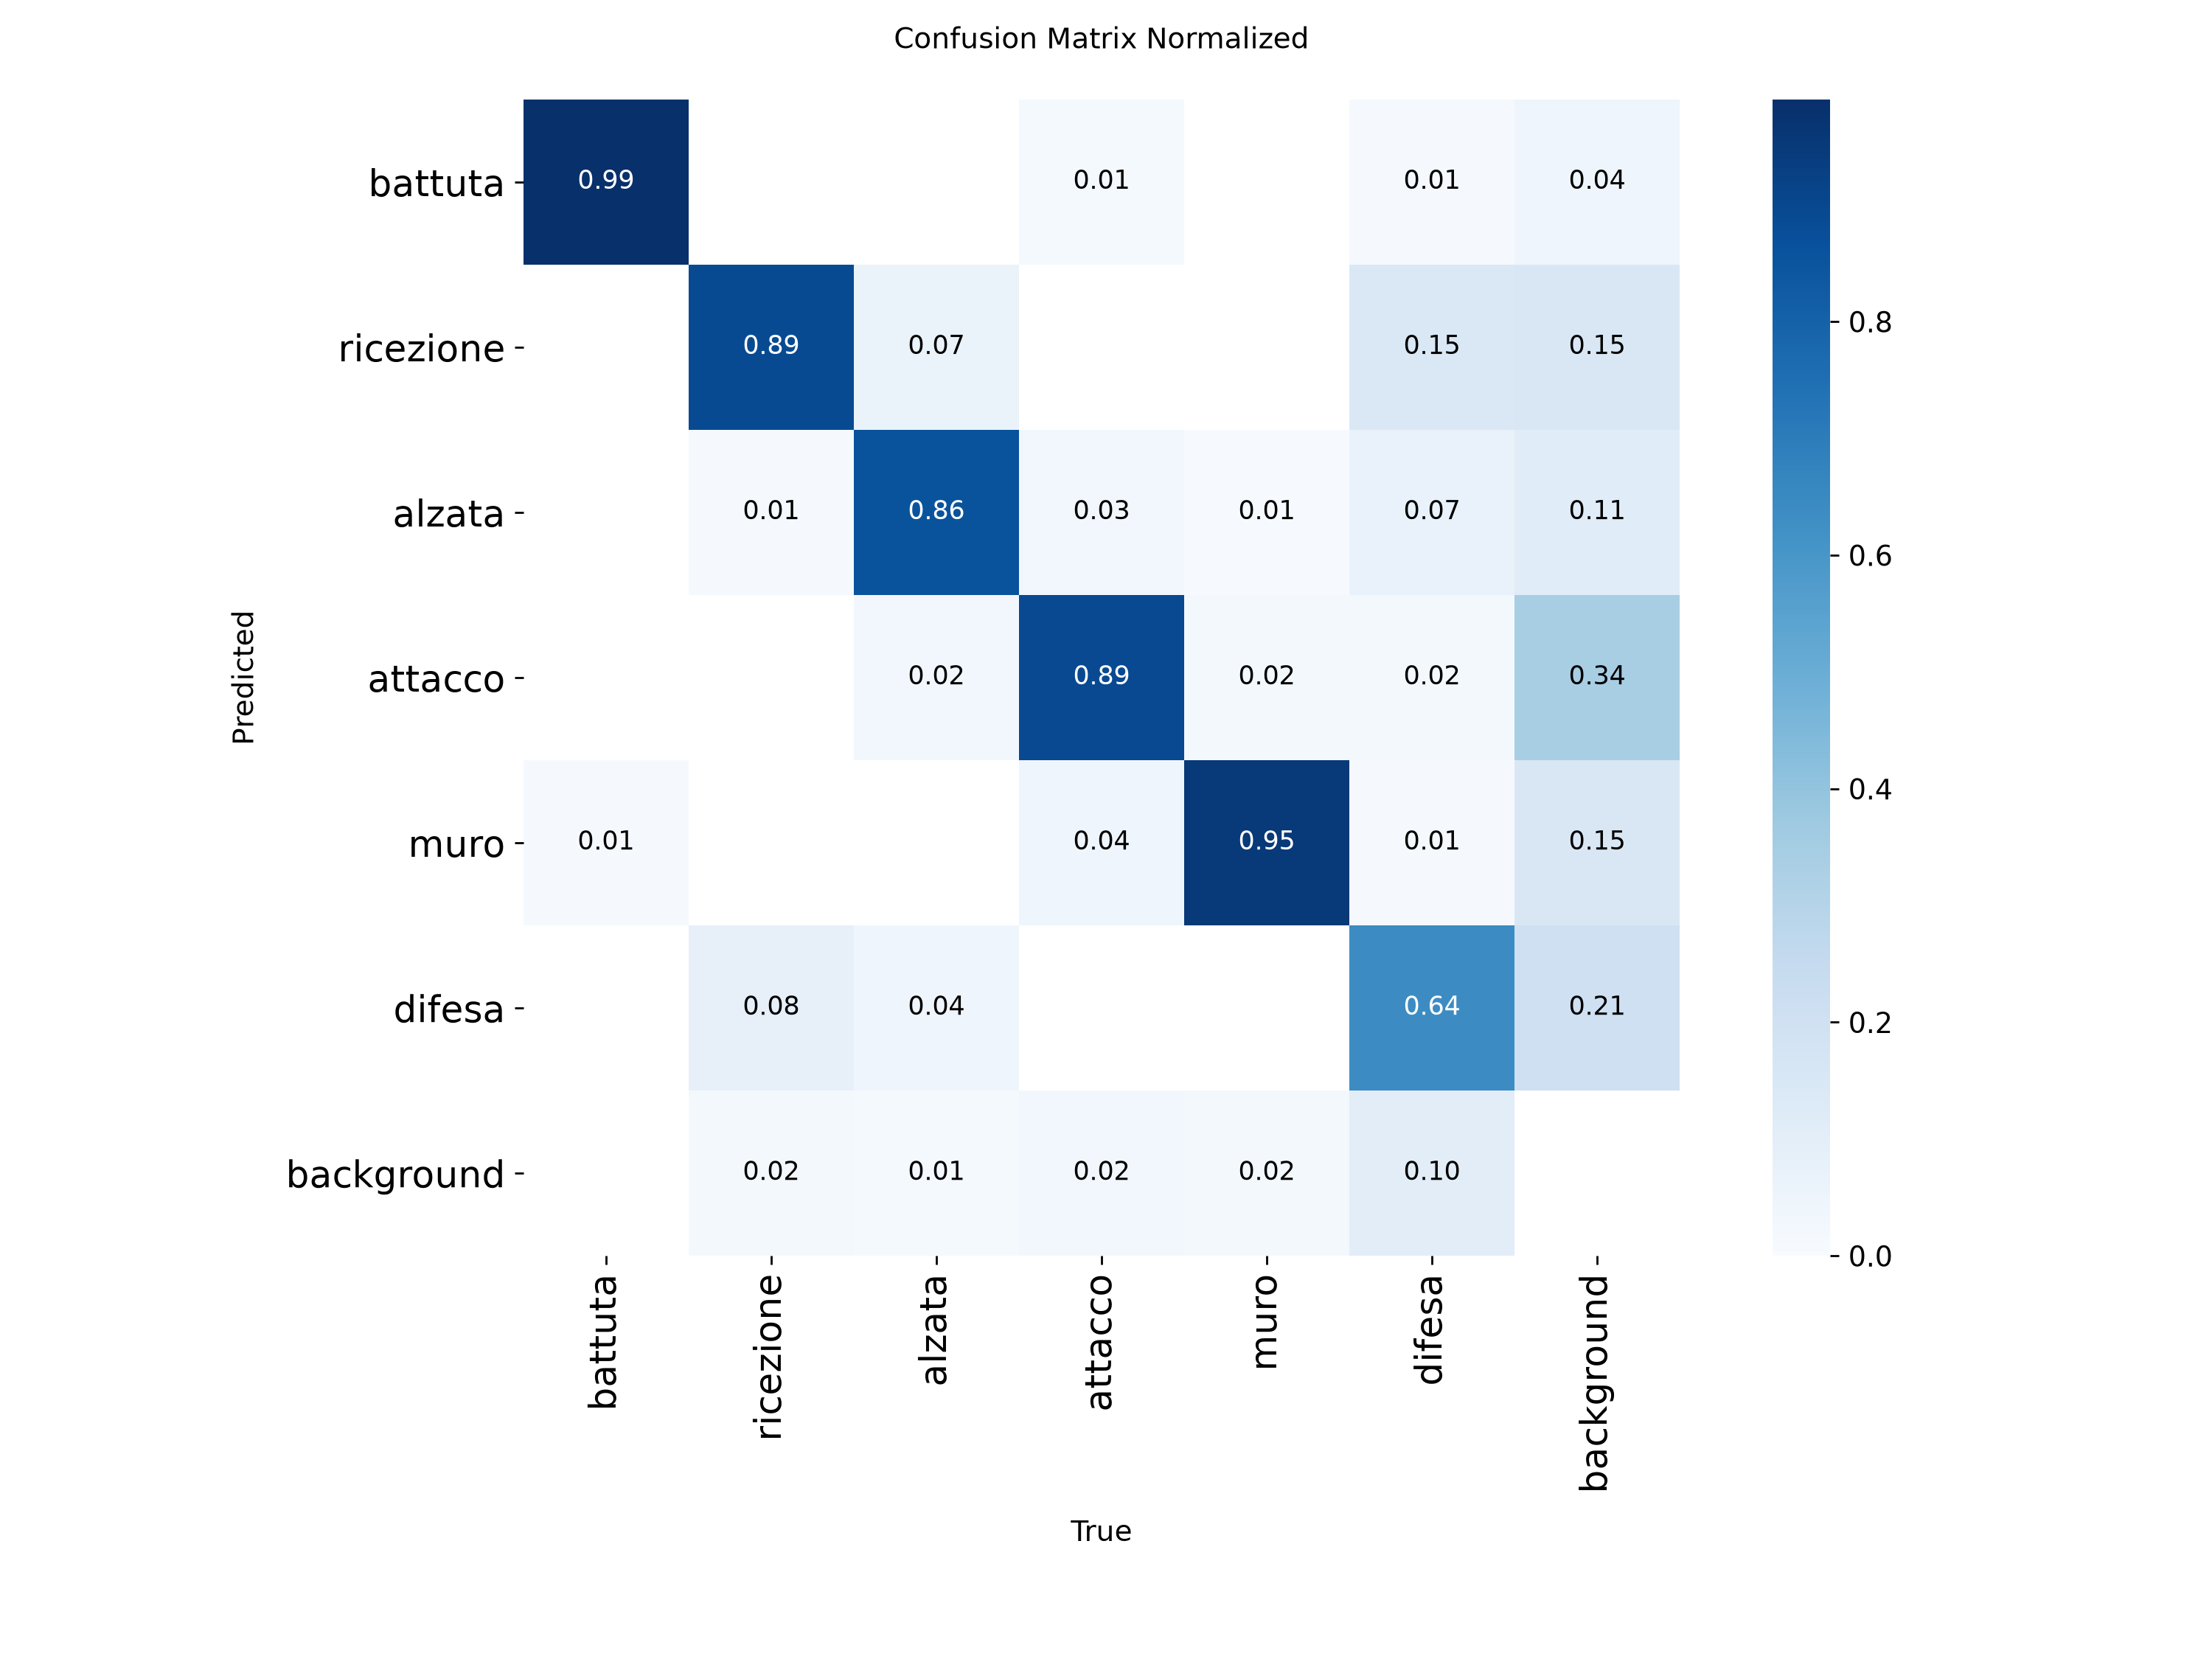 Confusion Matrix Normalized
battuta 0.99 0.01 0.01 0.04
ricezione 0.89 0.07 0.15 0.15
alzata 0.01 0.86 0.03 0.01 0.07 0.11
attacco 0.02 0.89 0.02 0.02 0.34
muro 0.01 0.04 0.95 0.01 0.15
difesa 0.08 0.04 0.64 0.21
background 0.02 0.01 0.02 0.02 0.10
Predicted
battuta ricezione alzata attacco muro difesa background
True
0.8
0.6
0.4
0.2
0.0